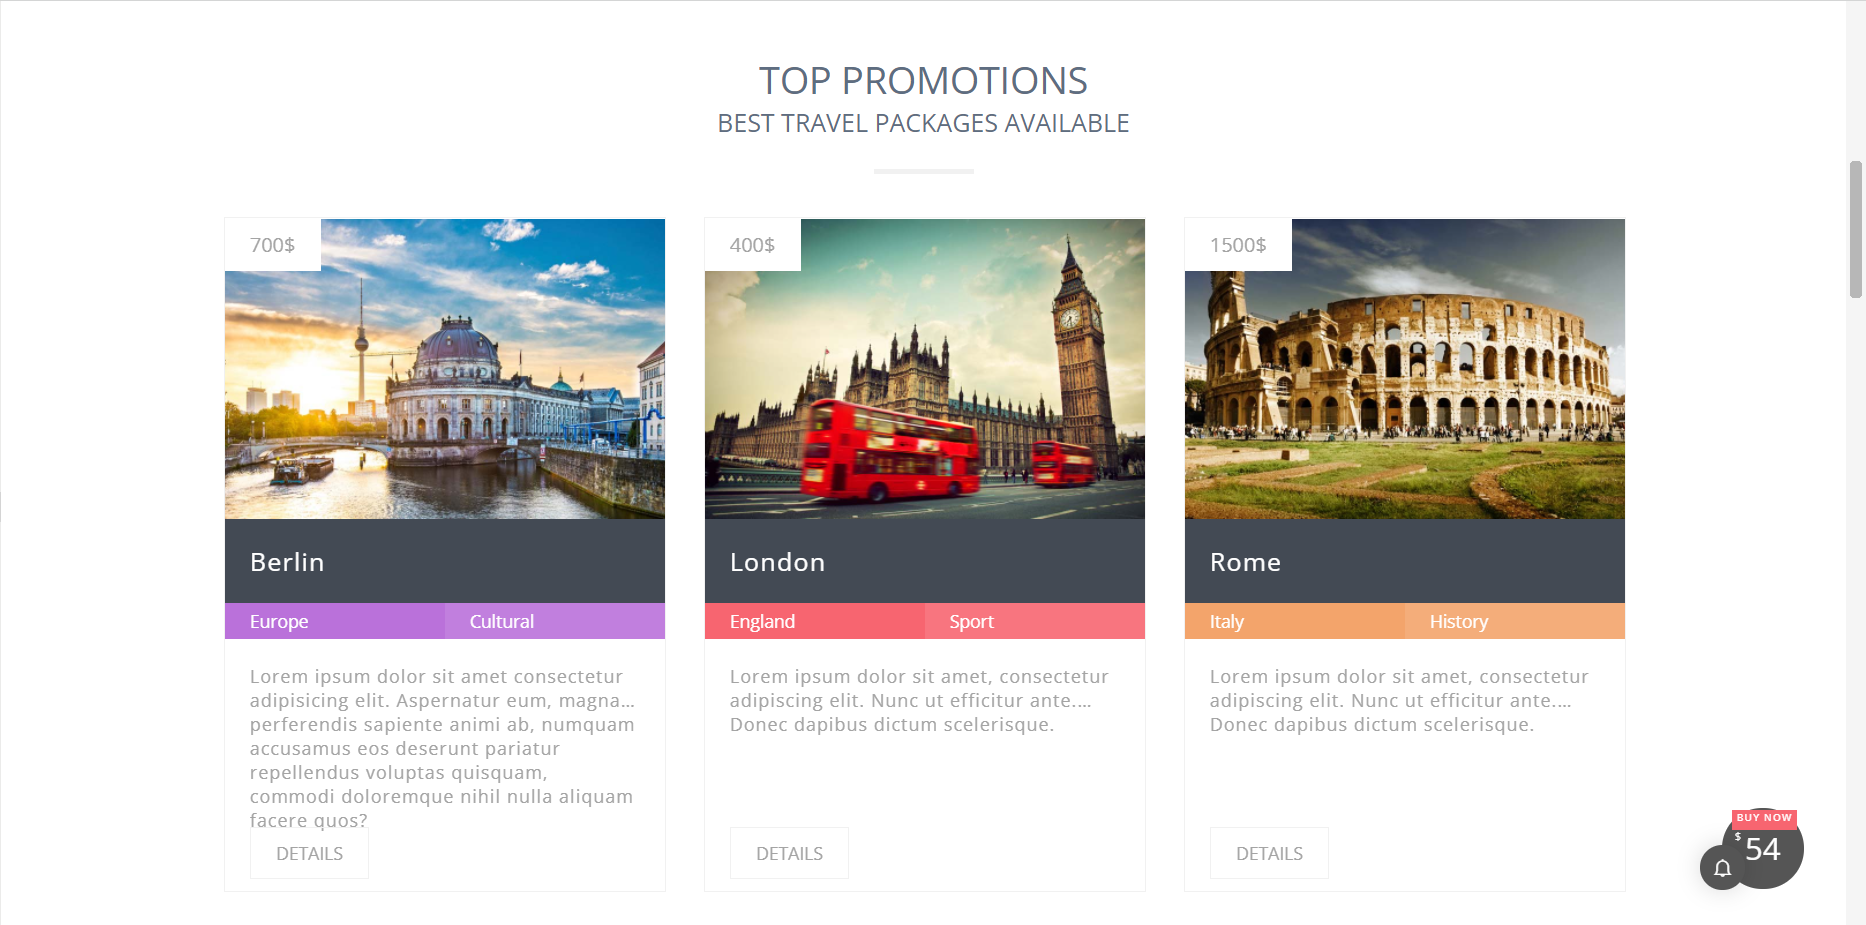 TOP PROMOTIONS
BEST TRAVEL PACKAGES AVAILABLE
700$
Berlin
Europe
Cultural
Lorem ipsum dolor sit amet consectetur
adipisicing elit. Aspernatur eum, magna...
perferendis sapiente animi ab, numquam
accusamus eos deserunt pariatur
repellendus voluptas quisquam,
commodi doloremque nihil nulla aliquam
facere quos?
DETAILS
400$
London
England
Sport
Lorem ipsum dolor sit amet, consectetur
adipiscing elit. Nunc ut efficitur ante....
Donec dapibus dictum scelerisque.
DETAILS
1500$
Rome
Italy
History
Lorem ipsum dolor sit amet, consectetur
adipiscing elit. Nunc ut efficitur ante....
Donec dapibus dictum scelerisque.
DETAILS
BUY NOW
$ 54